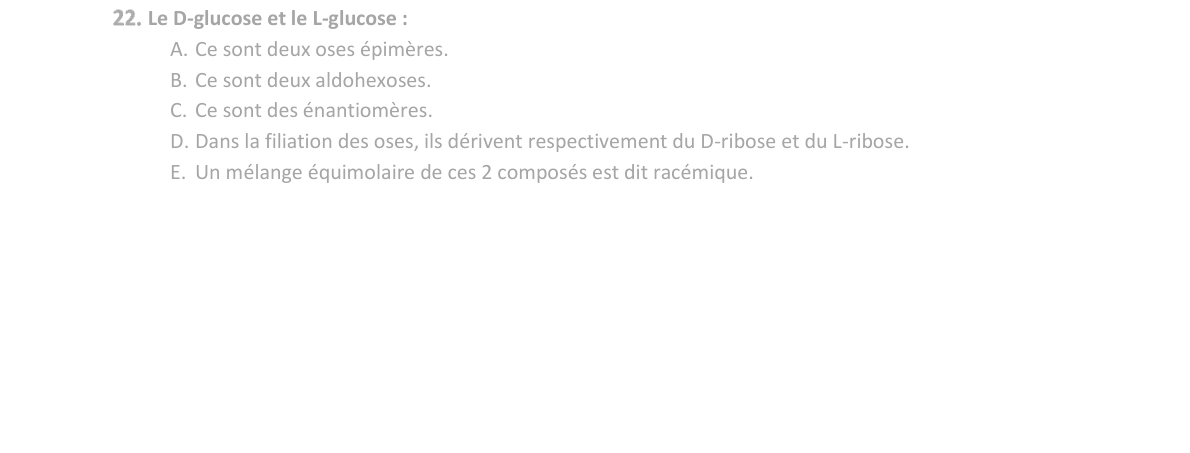 22. Le D-glucose et le L-glucose :
A. Ce sont deux oses épimères.
B. Ce sont deux aldohexoses.
C. Ce sont des énantiomères.
D. Dans la filiation des oses, ils dérivent respectivement du D-ribose et du L-ribose.
E. Un mélange équimolaire de ces 2 composés est dit racémique.